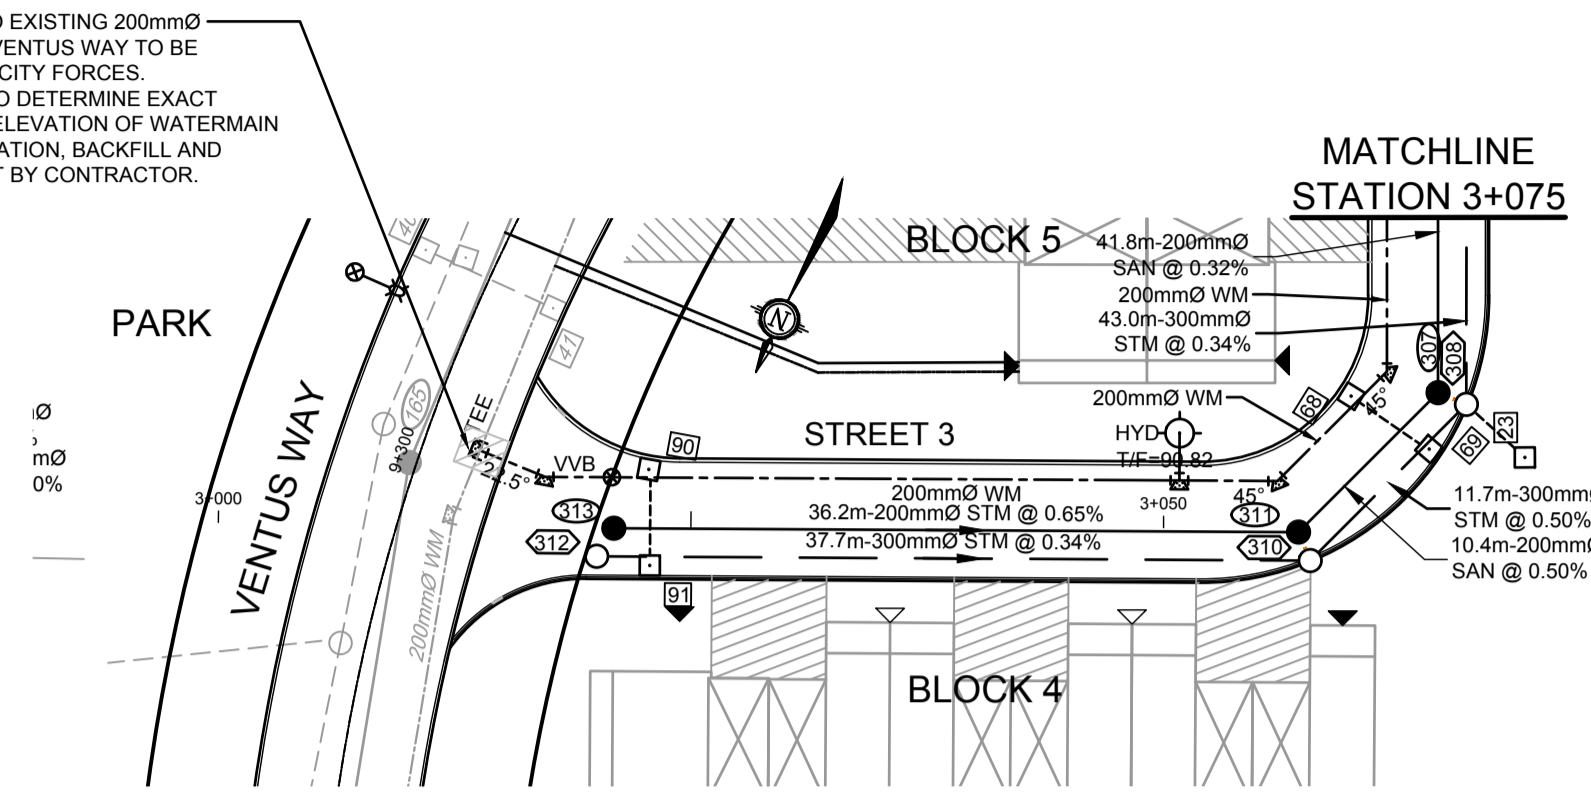 O EXISTING 200mmØ
VENTUS WAY TO BE
CITY FORCES.
O DETERMINE EXACT
ELEVATION OF WATERMAIN
ATION, BACKFILL AND
T BY CONTRACTOR.
MATCHLINE
STATION 3+075
BLOCK 5
41.8m-200mmØ
SAN @ 0.32%
200mmØ WM
43.0m-300mmØ
STM @ 0.34%
PARK
N
40
41
165
9+300
TEE
307
308
200mmØ WM
68
45°
HYD
T/F=90.82
23
69
90
STREET 3
VVB
22.5°
mØ
0%
3+000
VENTUS WAY
200mmØ WM
313
312
200mmØ WM
36.2m-200mmØ STM @ 0.65%
37.7m-300mmØ STM @ 0.34%
3+050
45°
311
310
11.7m-300mmØ
STM @ 0.50%
10.4m-200mmØ
SAN @ 0.50%
91
BLOCK 4